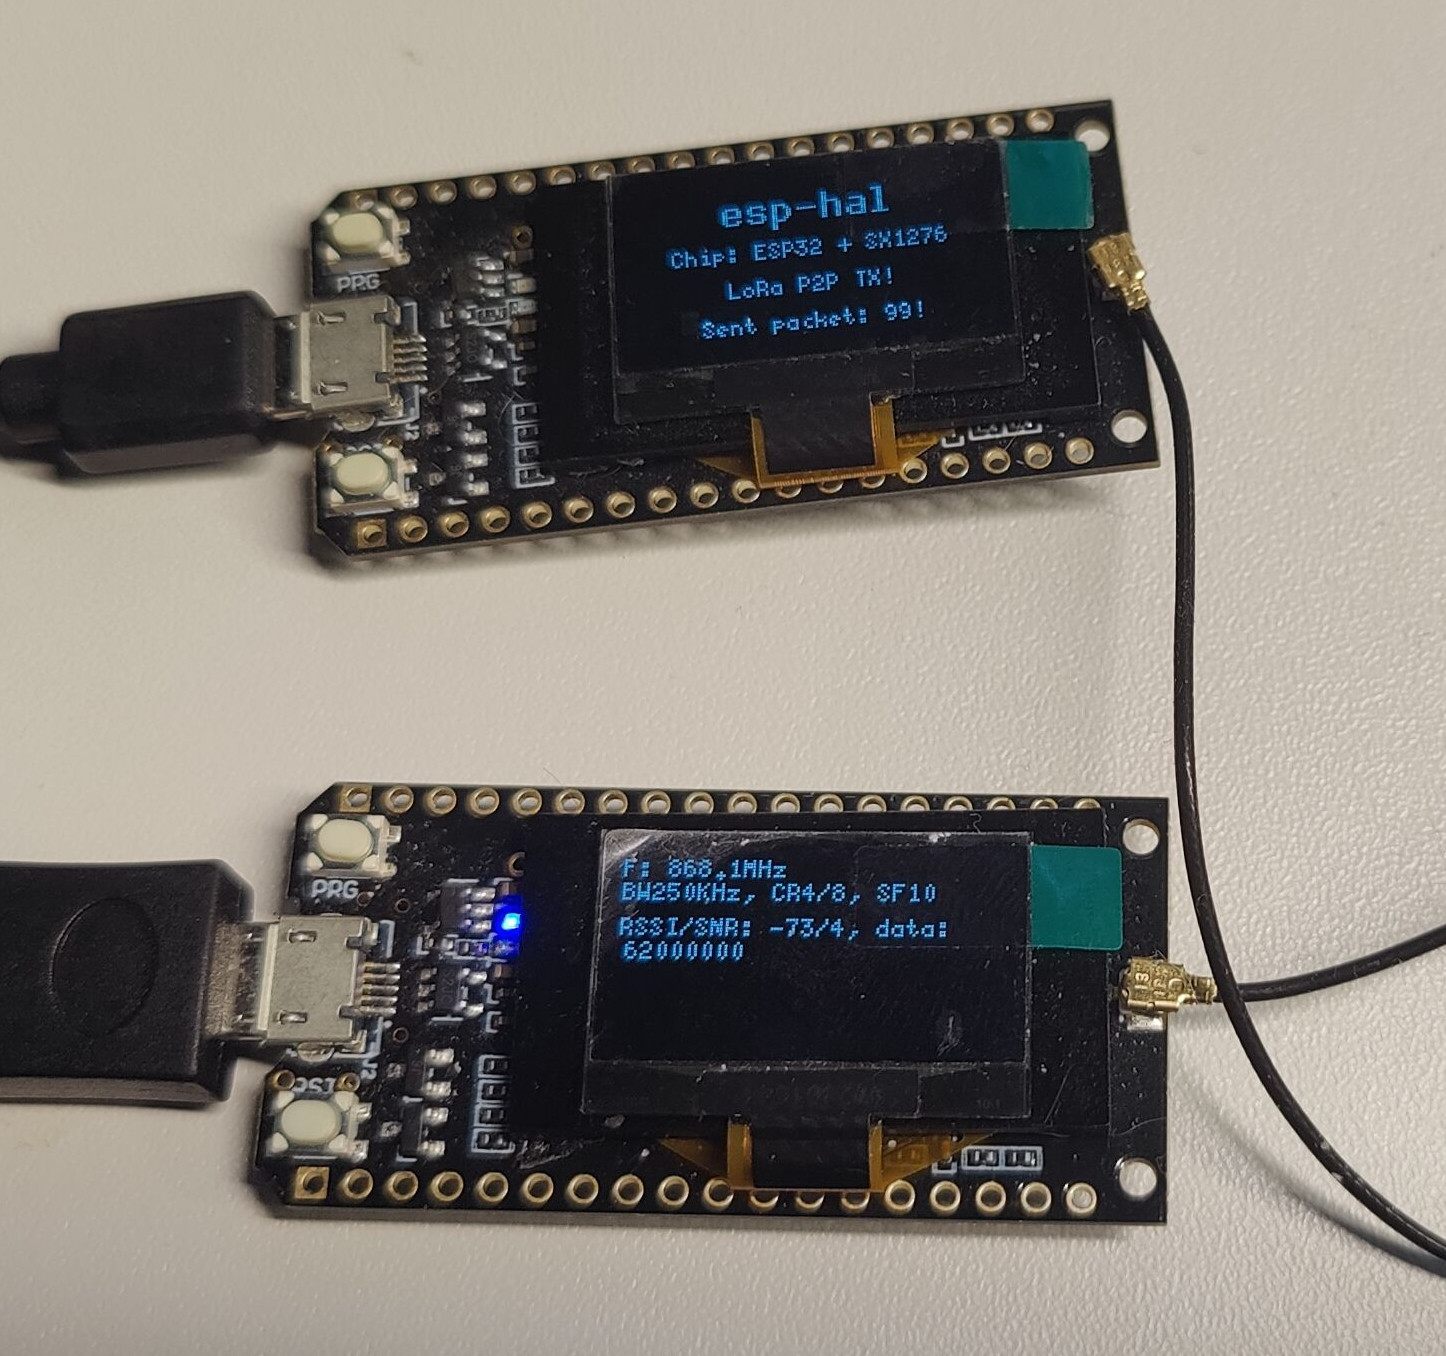 esp-hal
Chip: ESP32 + SX1276
LoRa P2P TX!
Sent packet: 99!
PRG
F: 868.1MHz
BW250KHz, CR4/8, SF10
RSSI/SNR: -73/4, data:
62000000
PRG